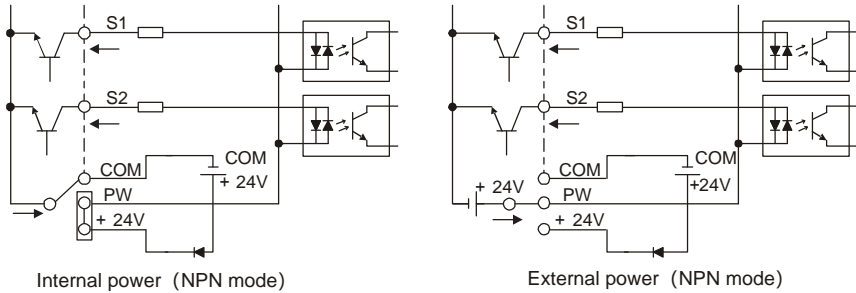 S1
S2
COM
COM
+ 24V
PW
+ 24V
Internal power（NPN mode）
S1
S2
COM
COM
+ 24V
+24V
PW
+ 24V
External power（NPN mode）